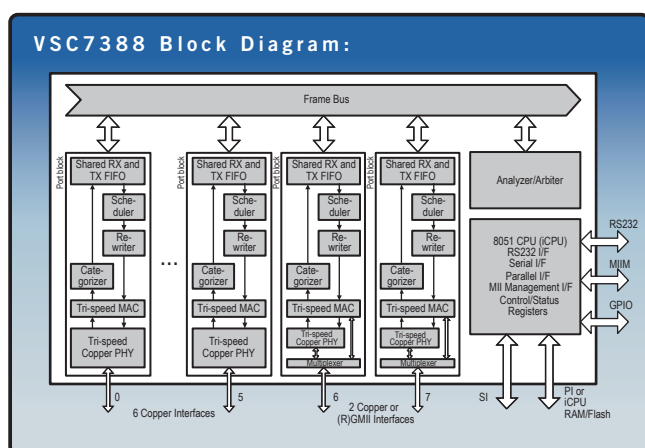 VSC7388 Block Diagram:
Frame Bus
Port block
Shared RX and
TX FIFO
Sche-
duler
Re-
writer
Cate-
gorizer
Tri-speed MAC
Tri-speed
Copper PHY
...
Port block
Shared RX and
TX FIFO
Sche-
duler
Re-
writer
Cate-
gorizer
Tri-speed MAC
Tri-speed
Copper PHY
Port block
Shared RX and
TX FIFO
Sche-
duler
Re-
writer
Cate-
gorizer
Tri-speed MAC
Tri-speed
Copper PHY
Multiplexer
Port block
Shared RX and
TX FIFO
Sche-
duler
Re-
writer
Cate-
gorizer
Tri-speed MAC
Tri-speed
Copper PHY
Multiplexer
Analyzer/Arbiter
8051 CPU (iCPU)
RS232 I/F
Serial I/F
Parallel I/F
MII Management I/F
Control/Status
Registers
RS232
MIIM
GPIO
0
5
6
7
6 Copper Interfaces
2 Copper or
(R)GMII Interfaces
SI
PI or
iCPU
RAM/Flash